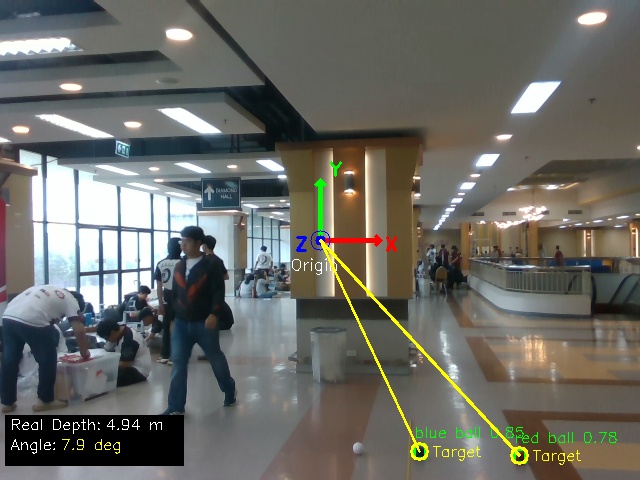 DIAMOND
HALL
Y
Z
X
Origin
Real Depth: 4.94 m
Angle: 7.9 deg
blue ball 0.85
red ball 0.78
Target
Target